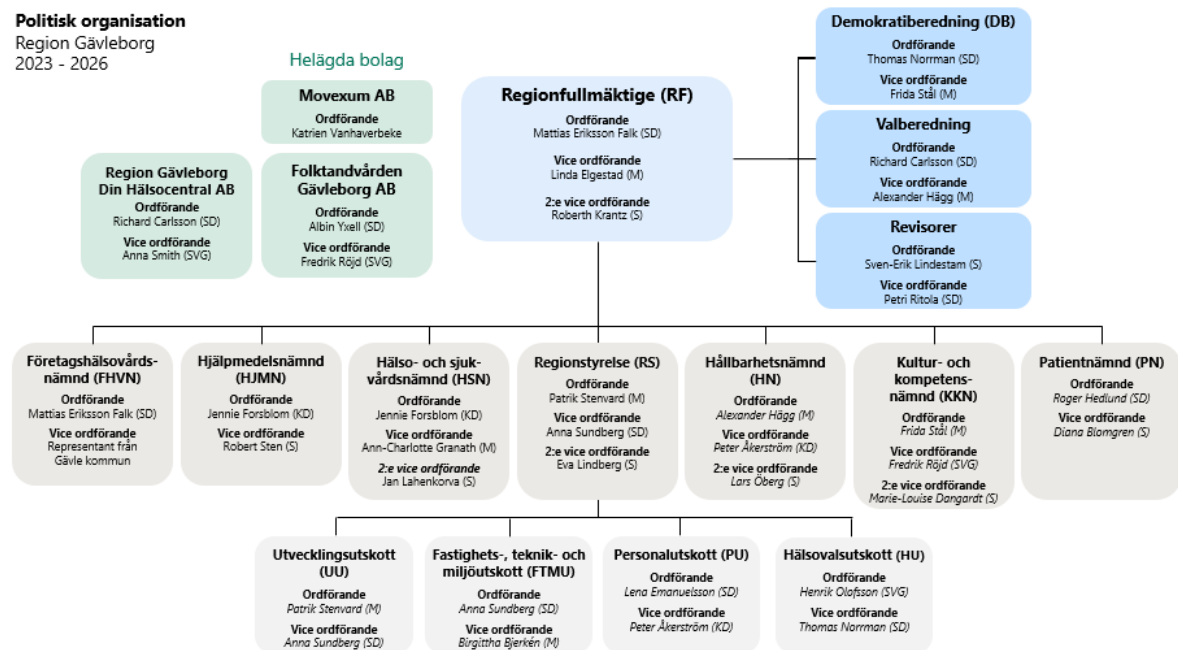 Politisk organisation
Region Gävleborg
2023 - 2026
Helägda bolag
Movexum AB
Ordförande
Katrien Vanhaverbeke
Region Gävleborg
Din Hälsocentral AB
Ordförande
Richard Carlsson (SD)
Vice ordförande
Anna Smith (SVG)
Folktandvården
Gävleborg AB
Ordförande
Albin Yxell (SD)
Vice ordförande
Fredrik Röjd (SVG)
Regionfullmäktige (RF)
Ordförande
Mattias Eriksson Falk (SD)
Vice ordförande
Linda Elgestad (M)
2:e vice ordförande
Roberth Krantz (S)
Demokratiberedning (DB)
Ordförande
Thomas Norrman (SD)
Vice ordförande
Frida Stål (M)
Valberedning
Ordförande
Richard Carlsson (SD)
Vice ordförande
Alexander Hägg (M)
Revisorer
Ordförande
Sven-Erik Lindestam (S)
Vice ordförande
Petri Ritola (SD)
Företagshälsovårds-
nämnd (FHVN)
Ordförande
Mattias Eriksson Falk (SD)
Vice ordförande
Representant från
Gävle kommun
Hjälpmedelsnämnd
(HJMN)
Ordförande
Jennie Forsblom (KD)
Vice ordförande
Robert Sten (S)
Hälso- och sjuk-
vårdsnämnd (HSN)
Ordförande
Jennie Forsblom (KD)
Vice ordförande
Ann-Charlotte Granath (M)
2:e vice ordförande
Jan Lahenkorva (S)
Regionstyrelse (RS)
Ordförande
Patrik Stenvard (M)
Vice ordförande
Anna Sundberg (SD)
2:e vice ordförande
Eva Lindberg (S)
Hållbarhetsnämnd
(HN)
Ordförande
Alexander Hägg (M)
Vice ordförande
Peter Åkerström (KD)
2:e vice ordförande
Lars Öberg (S)
Kultur- och
kompetens-
nämnd (KKN)
Ordförande
Frida Stål (M)
Vice ordförande
Fredrik Röjd (SVG)
2:e vice ordförande
Marie-Louise Dangardt (S)
Patientnämnd (PN)
Ordförande
Roger Hedlund (SD)
Vice ordförande
Diana Blomgren (S)
Utvecklingsutskott
(UU)
Ordförande
Patrik Stenvard (M)
Vice ordförande
Anna Sundberg (SD)
Fastighets-, teknik- och
miljöutskott (FTMU)
Ordförande
Anna Sundberg (SD)
Vice ordförande
Birgittha Bjerkén (M)
Personalutskott (PU)
Ordförande
Lena Emanuelsson (SD)
Vice ordförande
Peter Åkerström (KD)
Hälsovalsutskott (HU)
Ordförande
Henrik Olofsson (SVG)
Vice ordförande
Thomas Norrman (SD)